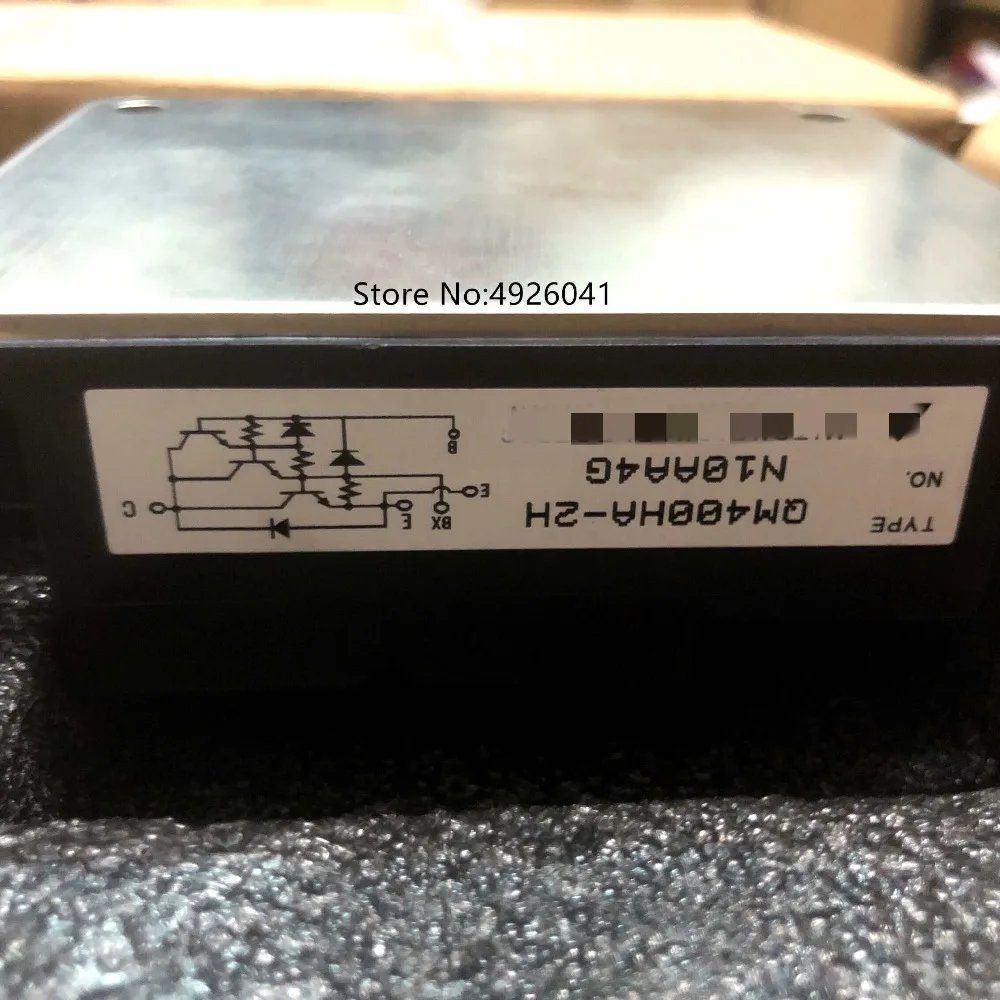 Store No:4926041
TYPE QM400HA-2H
NO. N10AA4G
C
E
BX
E
B